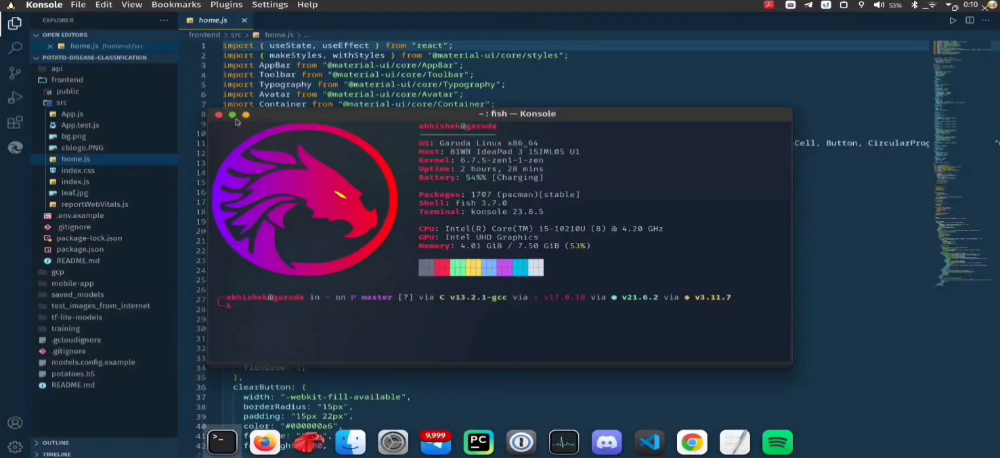 Konsole File Edit View Bookmarks Plugins Settings Help
53% 0:10
EXPLORER
home.js
OPEN EDITORS
home.js frontend/src
POTATO-DISEASE-CLASSIFICATION
api
frontend
public
src
App.js
App.test.js
bg.png
cblogo.PNG
home.js
index.css
index.js
leaf.jpg
reportWebVitals.js
.env.example
.gitignore
package-lock.json
package.json
README.md
gcp
mobile-app
saved_models
test_images_from_internet
tf-lite-models
training
.gcloudignore
.gitignore
models.config.example
potatoes.h5
README.md
OUTLINE
TIMELINE
frontend > src > home.js > ...
1 import { useState, useEffect } from "react";
2 import { makeStyles, withStyles } from "@material-ui/core/styles";
3 import AppBar from "@material-ui/core/AppBar";
4 import Toolbar from "@material-ui/core/Toolbar";
5 import Typography from "@material-ui/core/Typography";
6 import Avatar from "@material-ui/core/Avatar";
7 import Container from "@material-ui/core/Container";
8
9
10
11 Cell, Button, CircularProg
12
13
14
15
16
17
18
19
20
21
22
23
24
25
26
27
28
29
30
31
32
33
34 flexGrow: 1,
35 },
36 clearButton: {
37 width: "-webkit-fill-available",
38 borderRadius: "15px",
39 padding: "15px 22px",
40 color: "#000000a6",
41
42
~ : fish — Konsole
abhishek@garuda
OS: Garuda Linux x86_64
Host: 81WB IdeaPad 3 15IML05 U1
Kernel: 6.7.5-zen1-1-zen
Uptime: 2 hours, 28 mins
Battery: 54%% [Charging]
Packages: 1707 (pacman)[stable]
Shell: fish 3.7.0
Terminal: konsole 23.8.5
CPU: Intel(R) Core(TM) i5-10210U (8) @ 4.20 GHz
GPU: Intel UHD Graphics
Memory: 4.01 GiB / 7.50 GiB (53%)
abhishek@garuda in ~ on master [?] via C v13.2.1-gcc via v17.0.10 via v21.6.2 via v3.11.7
λ
>_
9,999
PC